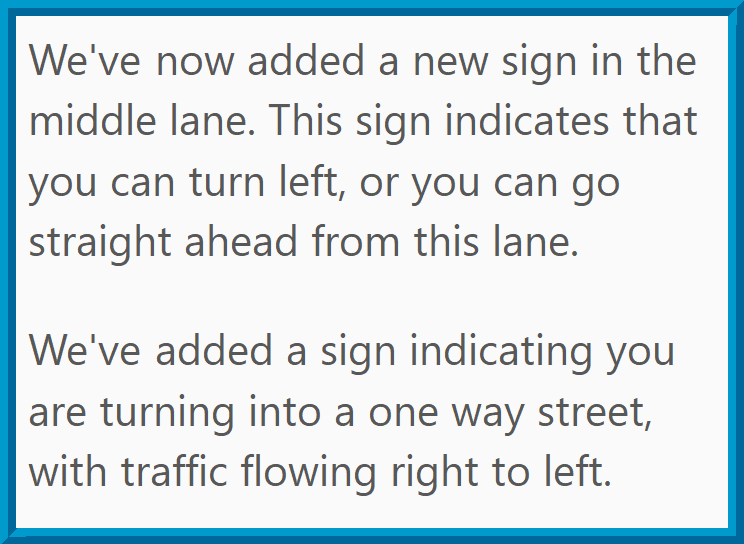 We've now added a new sign in the
middle lane. This sign indicates that
you can turn left, or you can go
straight ahead from this lane.
We've added a sign indicating you
are turning into a one way street,
with traffic flowing right to left.